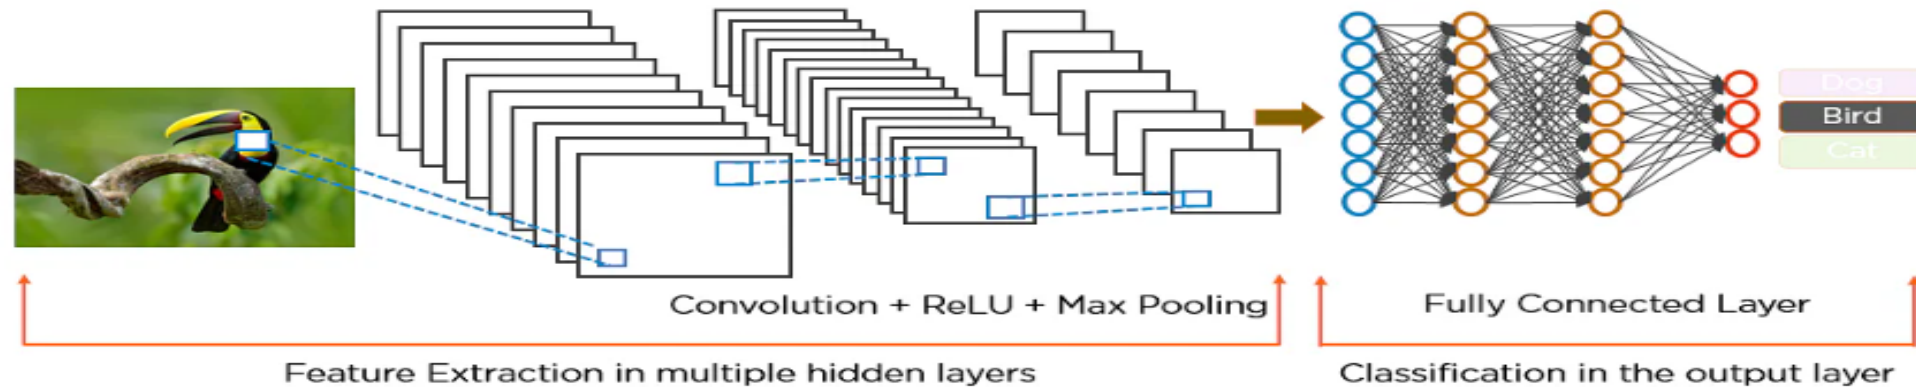 Dog
Bird
Cat
Convolution + ReLU + Max Pooling
Fully Connected Layer
Feature Extraction in multiple hidden layers
Classification in the output layer